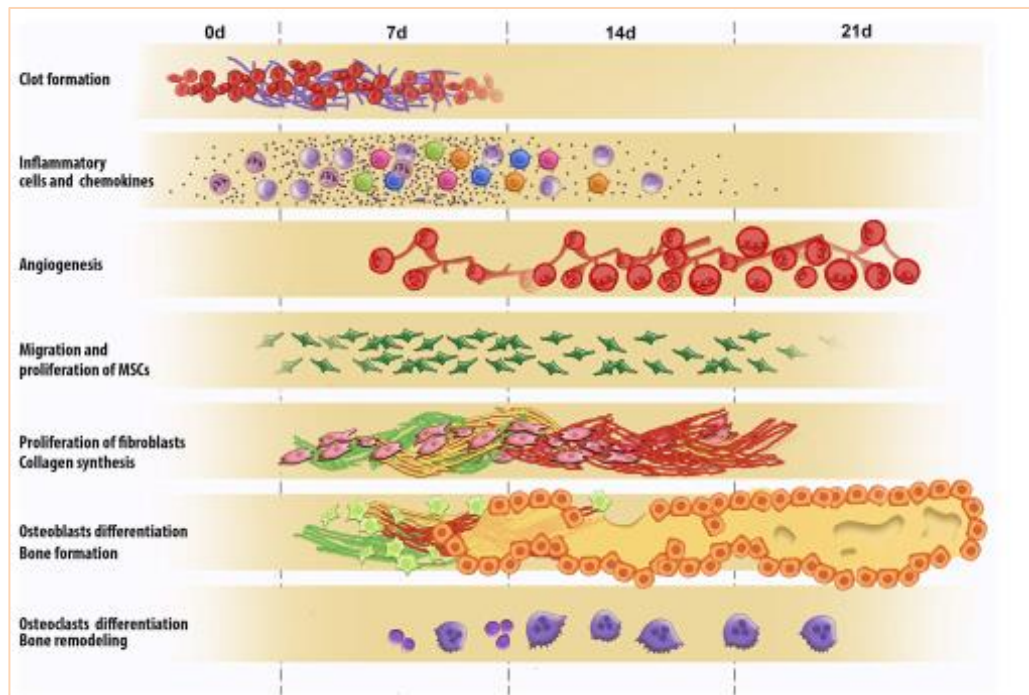 0d 7d 14d 21d
Clot formation
Inflammatory
cells and chemokines
Angiogenesis
Migration and
proliferation of MSCs
Proliferation of fibroblasts
Collagen synthesis
Osteoblasts differentiation
Bone formation
Osteoclasts differentiation
Bone remodeling